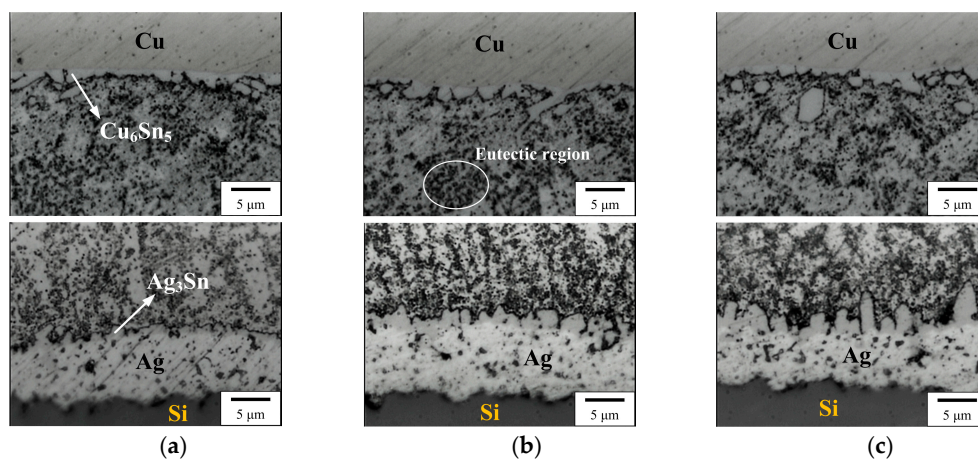 Cu
Cu₆Sn₅
5 μm
Cu
Eutectic region
5 μm
Cu
5 μm
Ag₃Sn
Ag
Si
5 μm
Ag
Si
5 μm
Ag
Si
5 μm
(a)
(b)
(c)